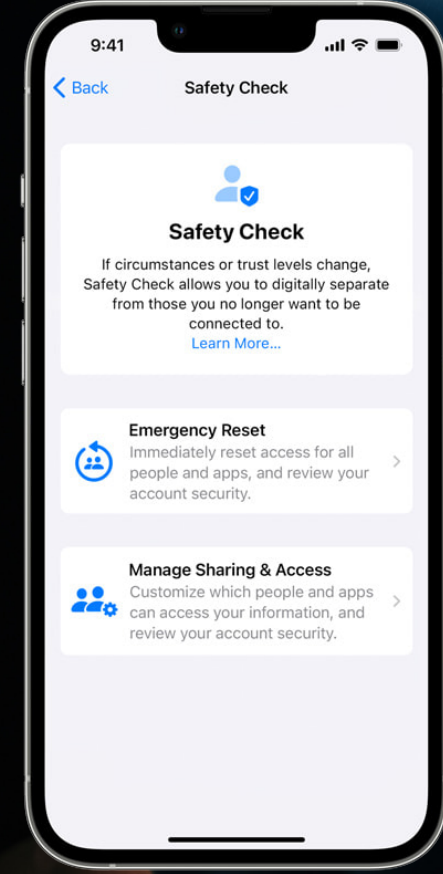 9:41
Back
Safety Check
Safety Check
If circumstances or trust levels change,
Safety Check allows you to digitally separate
from those you no longer want to be
connected to.
Learn More...
Emergency Reset
Immediately reset access for all
people and apps, and review your
account security.
Manage Sharing & Access
Customize which people and apps
can access your information, and
review your account security.